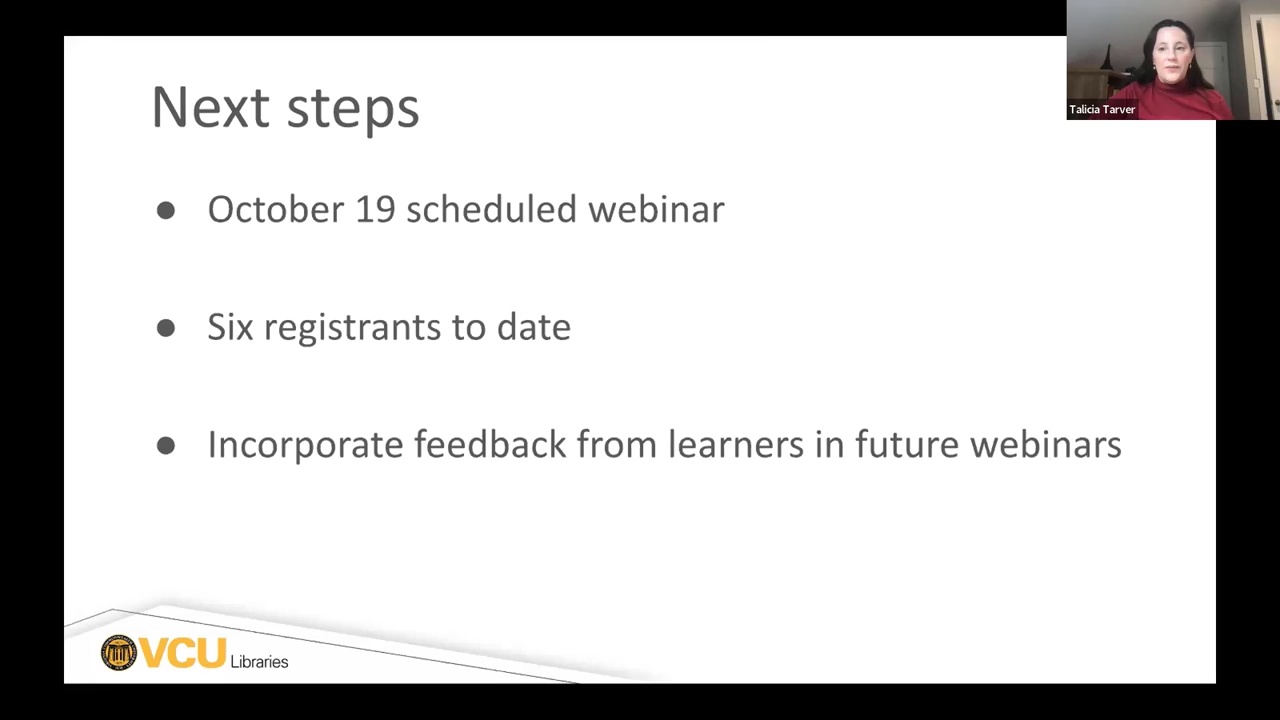 Next steps
Talicia Tarver
● October 19 scheduled webinar
● Six registrants to date
● Incorporate feedback from learners in future webinars
VCU Libraries